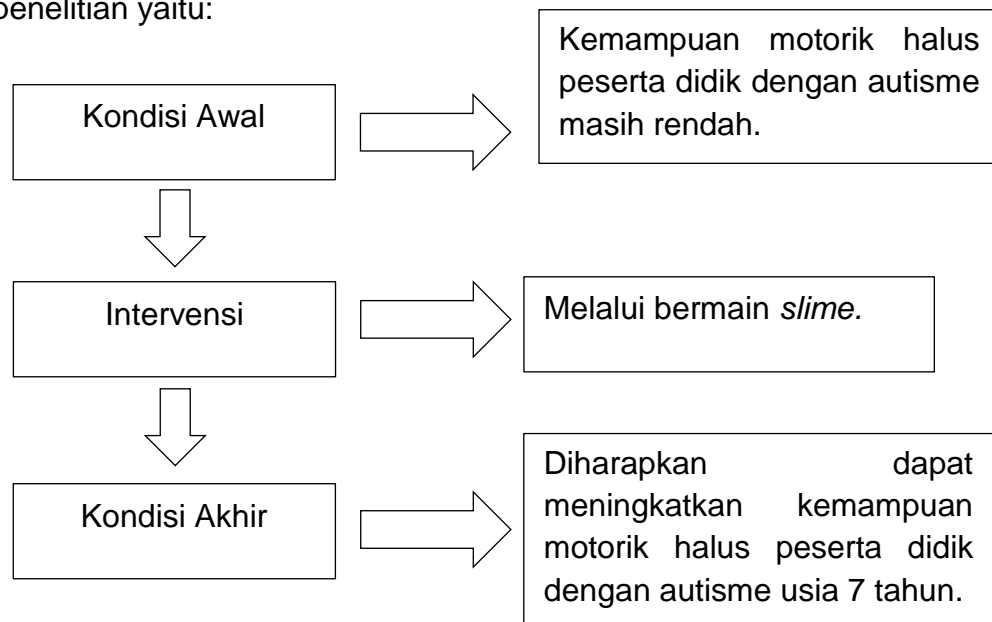 penelitian yaitu:
Kondisi Awal
Kemampuan motorik halus
peserta didik dengan autisme
masih rendah.
Intervensi
Melalui bermain slime.
Kondisi Akhir
Diharapkan dapat
meningkatkan kemampuan
motorik halus peserta didik
dengan autisme usia 7 tahun.